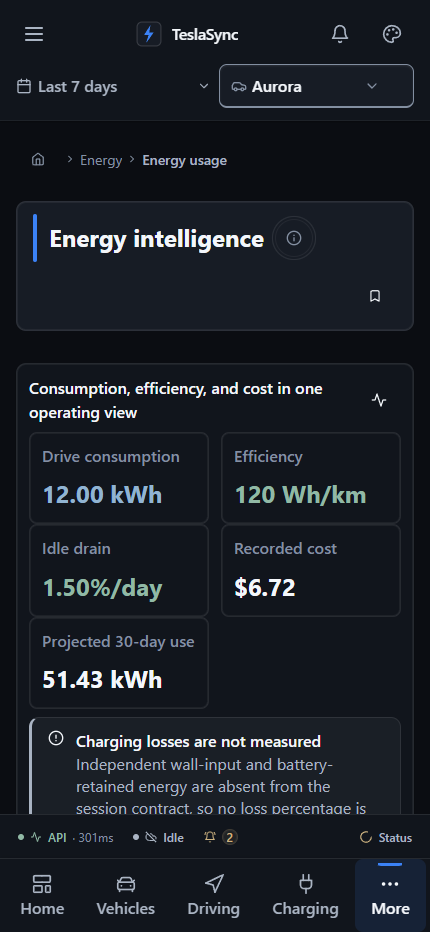 TeslaSync
Last 7 days
Aurora
Energy
Energy usage
Energy intelligence
Consumption, efficiency, and cost in one
operating view
Drive consumption
12.00 kWh
Efficiency
120 Wh/km
Idle drain
1.50%/day
Recorded cost
$6.72
Projected 30-day use
51.43 kWh
Charging losses are not measured
Independent wall-input and battery-
retained energy are absent from the
session contract, so no loss percentage is
API · 301ms
Idle
2
Status
Home
Vehicles
Driving
Charging
More